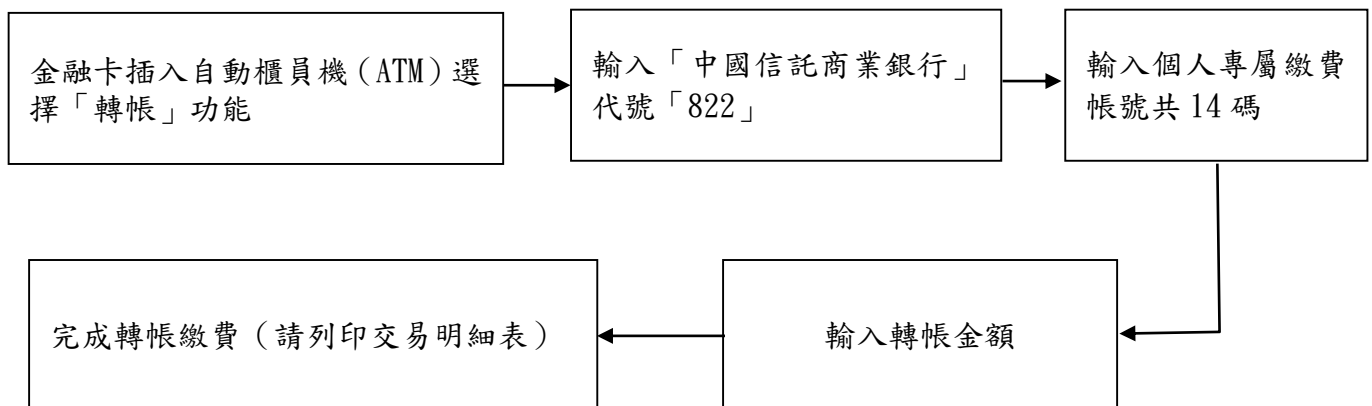 金融卡插入自動櫃員機(ATM)選
擇「轉帳」功能
輸入「中國信託商業銀行」
代號「822」
輸入個人專屬繳費
帳號共14碼
輸入轉帳金額
完成轉帳繳費(請列印交易明細表)